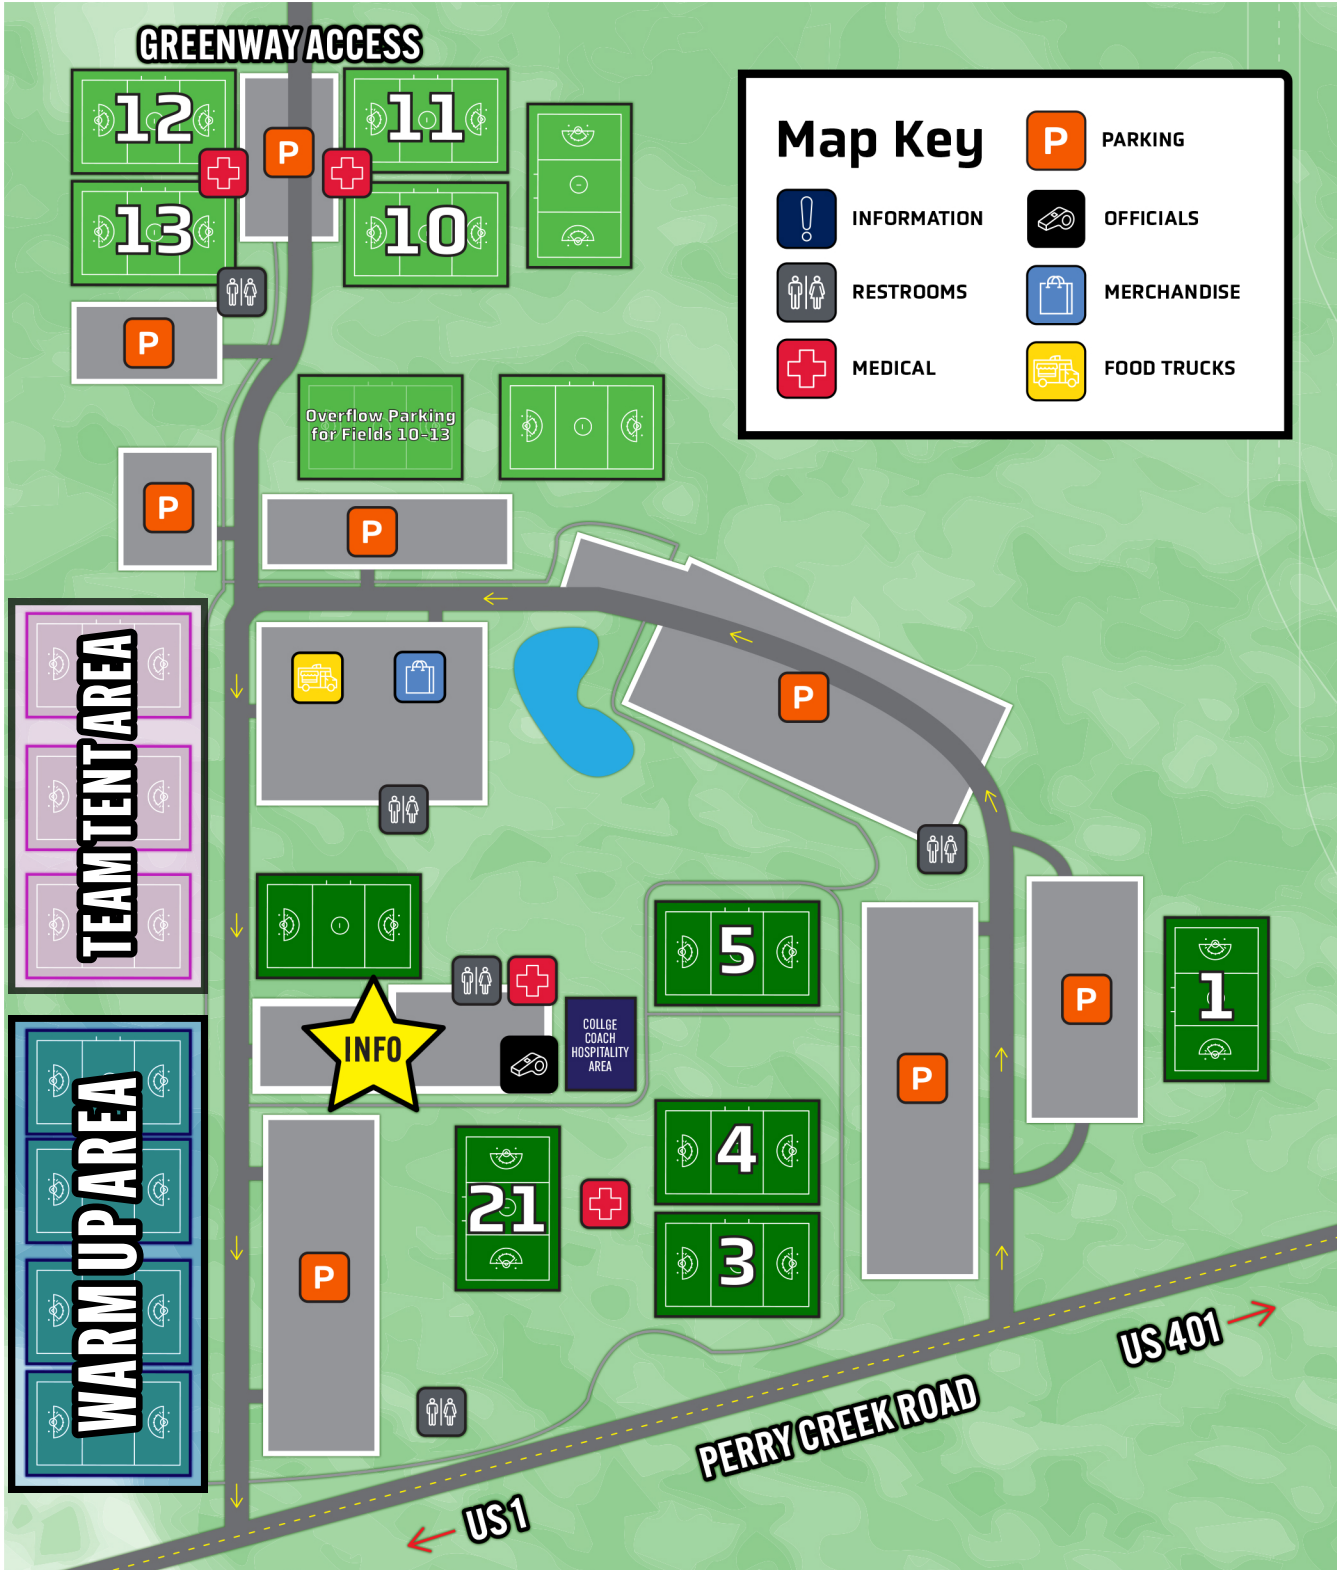 GREENWAY ACCESS
12
P
11
13
10
Map Key
P PARKING
INFORMATION
OFFICIALS
RESTROOMS
MERCHANDISE
MEDICAL
FOOD TRUCKS
P
Overflow Parking
for Fields 10-13
P
P
TEAM TENT AREA
P
5
1
P
INFO
COLLGE
COACH
HOSPITALITY
AREA
P
WARM UP AREA
4
21
3
P
US 401
PERRY CREEK ROAD
US 1